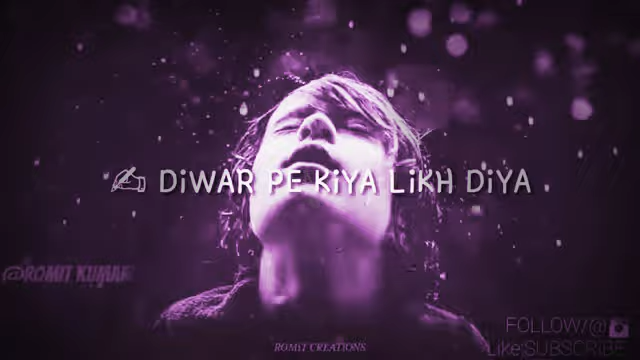 ✍ DiWAR PE KiYA LiKH DiYA
@ROMIT KUMAR
FOLLOW/@
Like:SUBSCRIBE
ROMIT CREATIONS